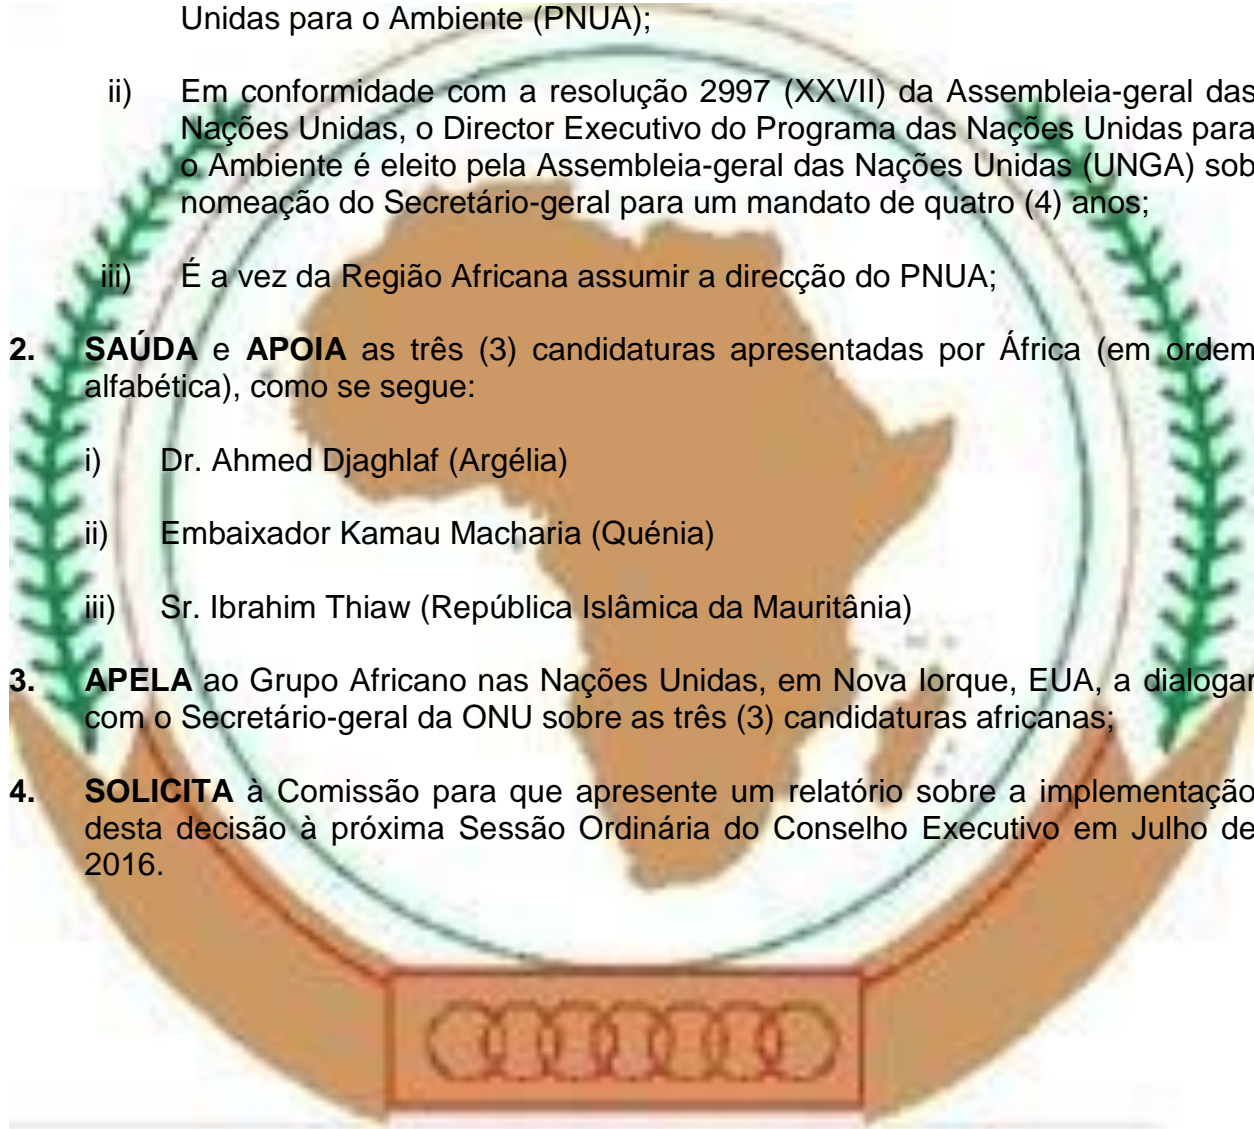 Unidas para o Ambiente (PNUA);
ii) Em conformidade com a resolução 2997 (XXVII) da Assembleia-geral das
Nações Unidas, o Director Executivo do Programa das Nações Unidas para
o Ambiente é eleito pela Assembleia-geral das Nações Unidas (UNGA) sob
nomeação do Secretário-geral para um mandato de quatro (4) anos;
iii) É a vez da Região Africana assumir a direcção do PNUA;
2. SAÚDA e APOIA as três (3) candidaturas apresentadas por África (em ordem
alfabética), como se segue:
i) Dr. Ahmed Djaghlaf (Argélia)
ii) Embaixador Kamau Macharia (Quénia)
iii) Sr. Ibrahim Thiaw (República Islâmica da Mauritânia)
3. APELA ao Grupo Africano nas Nações Unidas, em Nova Iorque, EUA, a dialogar
com o Secretário-geral da ONU sobre as três (3) candidaturas africanas;
4. SOLICITA à Comissão para que apresente um relatório sobre a implementação
desta decisão à próxima Sessão Ordinária do Conselho Executivo em Julho de
2016.